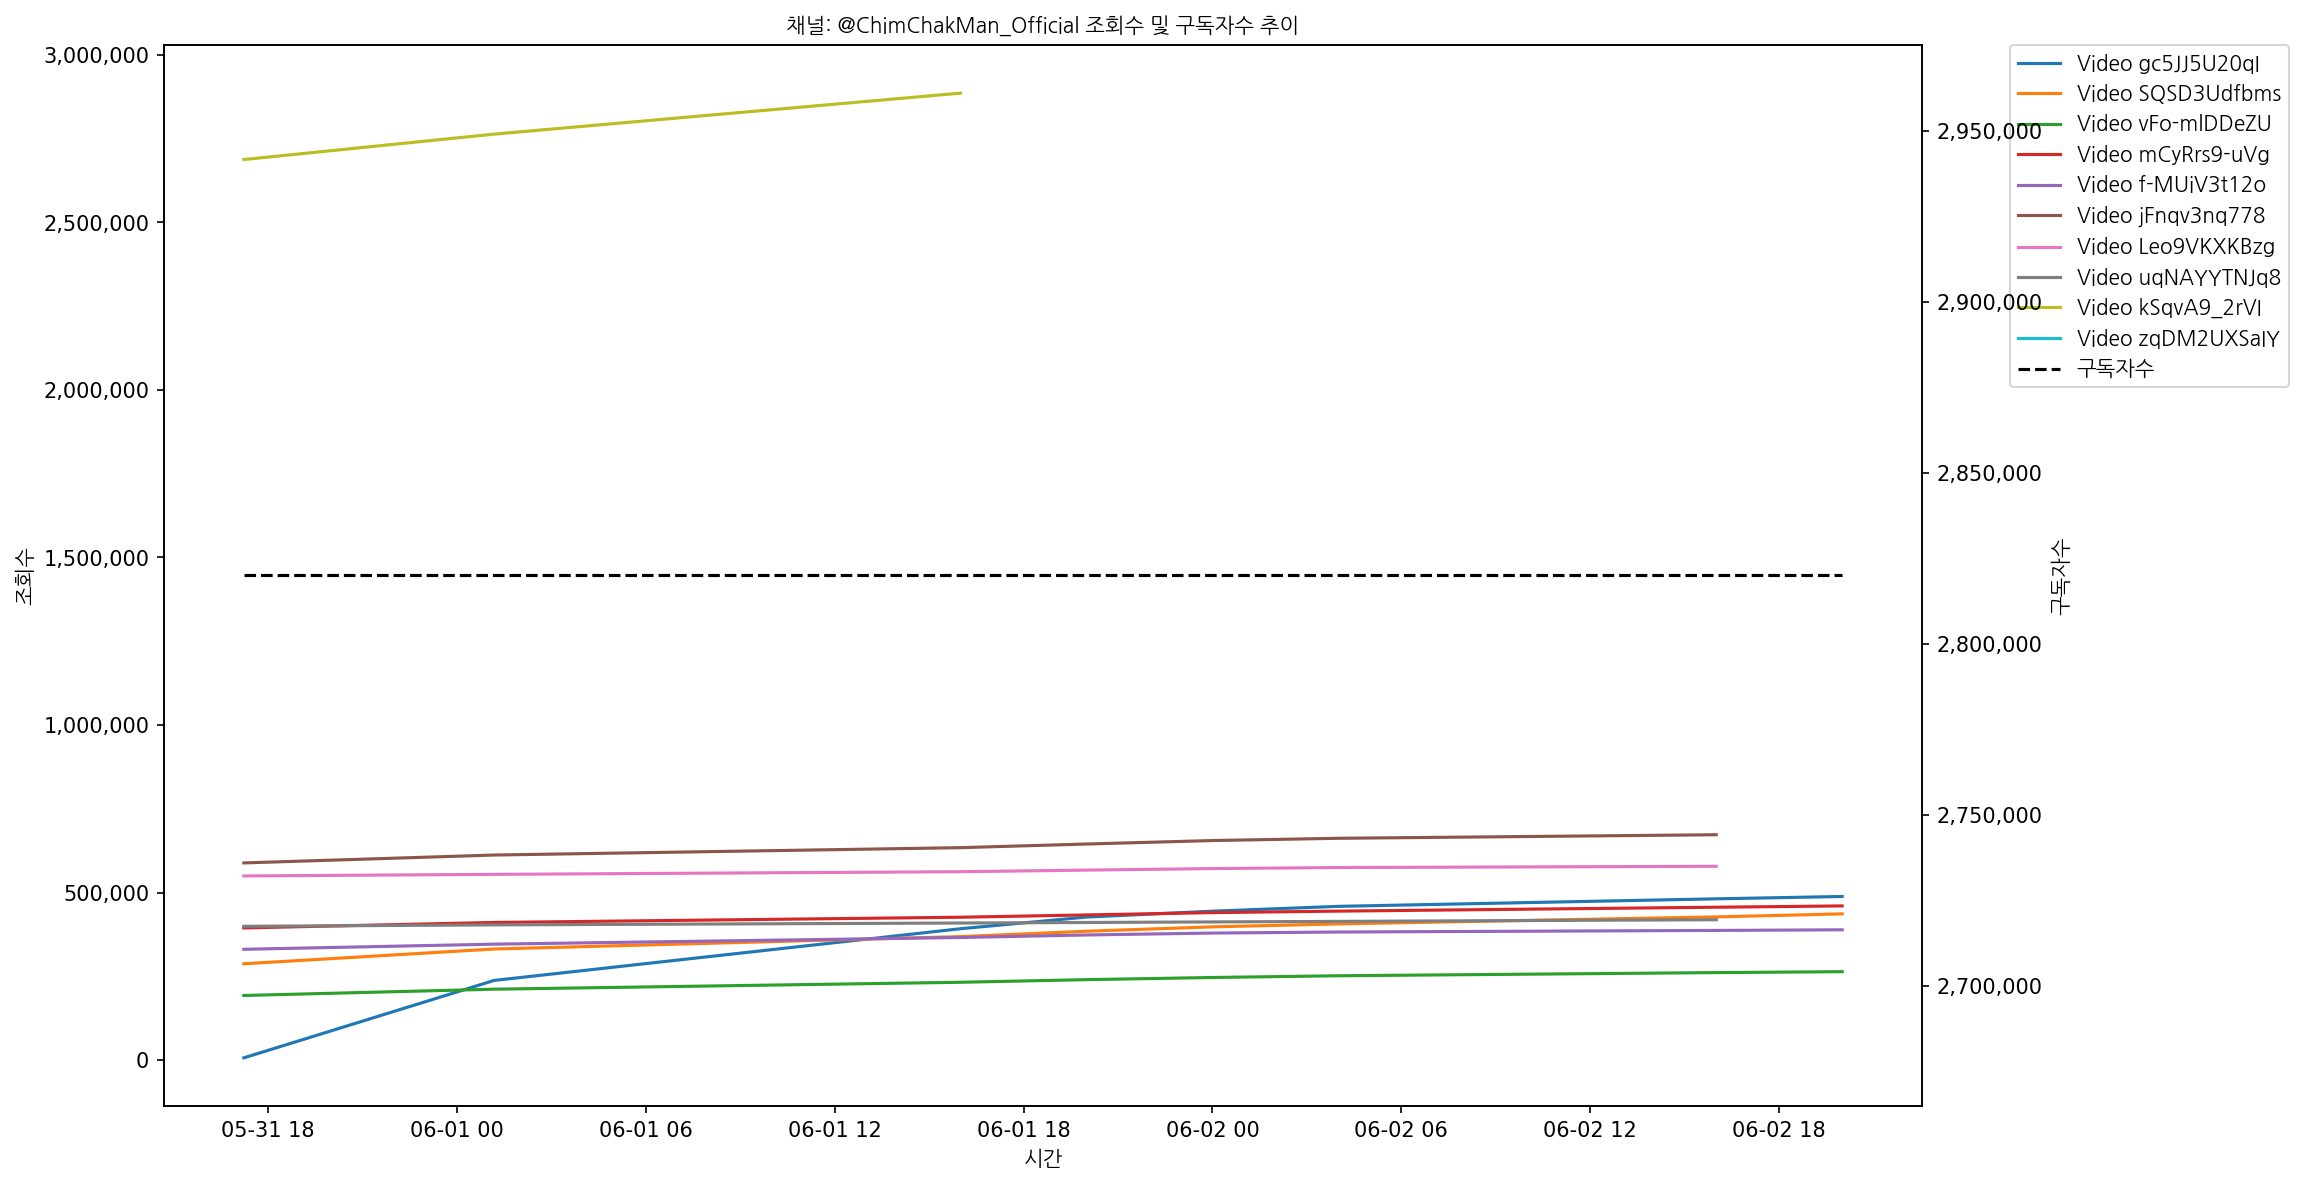 채널: @ChimChakMan_Official 조회수 및 구독자수 추이
3,000,000
2,500,000
2,000,000
1,500,000
1,000,000
500,000
0
조회수
2,950,000
2,900,000
2,850,000
2,800,000
2,750,000
2,700,000
구독자수
Video gc5JJ5U20qI
Video SQSD3Udfbms
Video vFo-mlDDeZU
Video mCyRrs9-uVg
Video f-MUiV3t12o
Video jFnqv3nq778
Video Leo9VKXKBzg
Video uqNAYYTNJq8
Video kSqvA9_2rVI
Video zqDM2UXSaIY
구독자수
05-31 18
06-01 00
06-01 06
06-01 12
06-01 18
06-02 00
06-02 06
06-02 12
06-02 18
시간